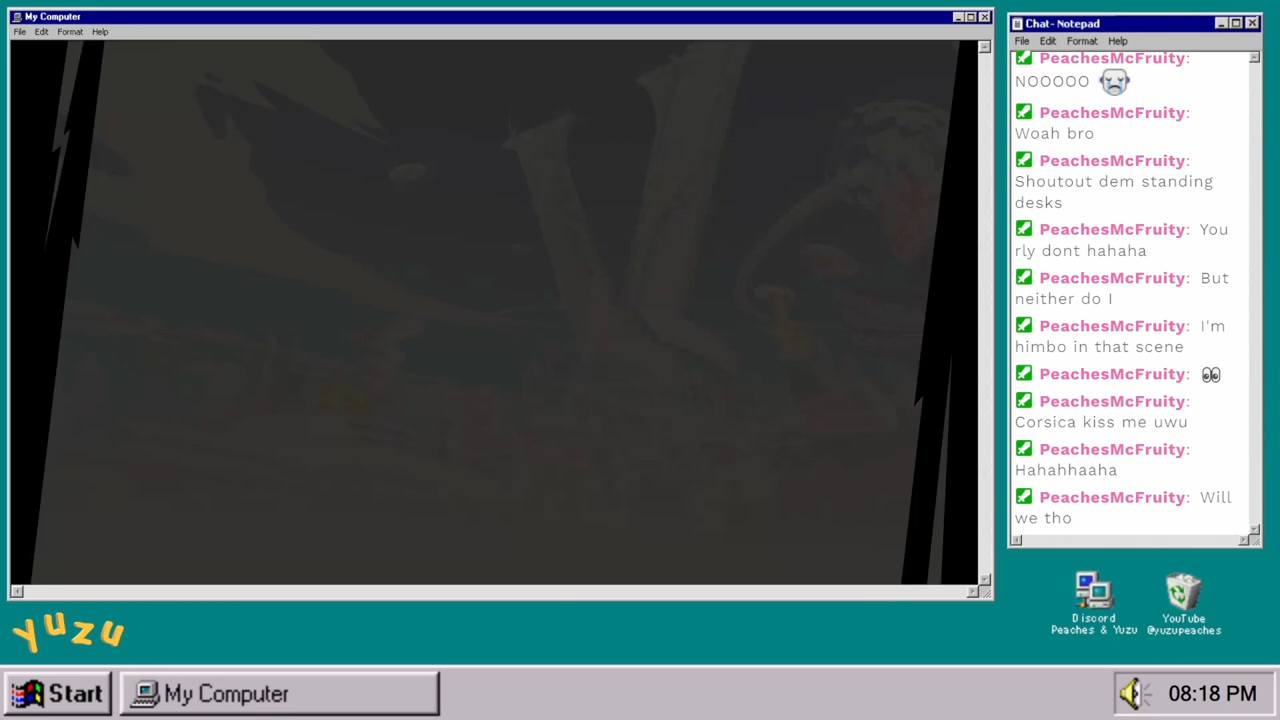 My Computer
File Edit Format Help
Chat- Notepad
File Edit Format Help
PeachesMcFruity:
NOOOOO
PeachesMcFruity:
Woah bro
PeachesMcFruity:
Shoutout dem standing
desks
PeachesMcFruity: You
rly dont hahaha
PeachesMcFruity: But
neither do I
PeachesMcFruity: I'm
himbo in that scene
PeachesMcFruity:
PeachesMcFruity:
Corsica kiss me uwu
PeachesMcFruity:
Hahahhaaha
PeachesMcFruity: Will
we tho
Discord
Peaches & Yuzu
YouTube
@yuzupeaches
yuzu
Start
My Computer
08:18 PM